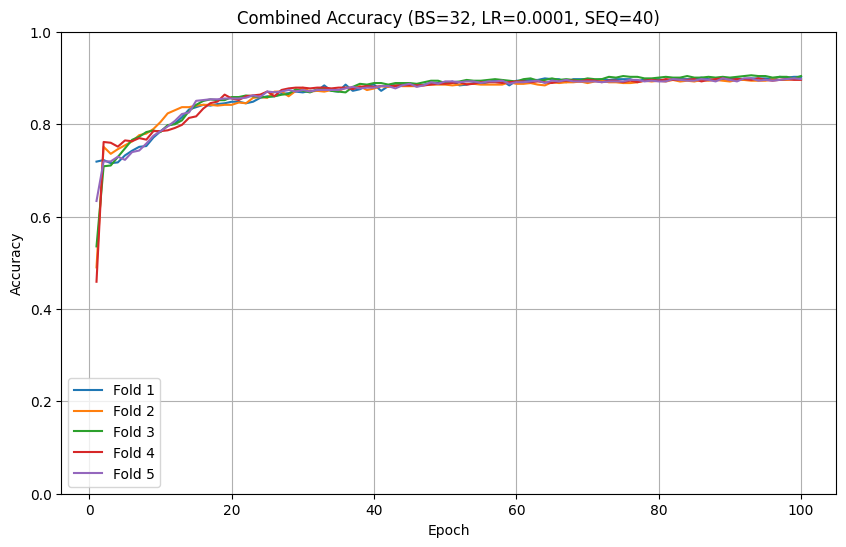 Combined Accuracy (BS=32, LR=0.0001, SEQ=40)
1.0
0.8
0.6
0.4
0.2
0.0
Accuracy
Fold 1
Fold 2
Fold 3
Fold 4
Fold 5
0 20 40 60 80 100
Epoch